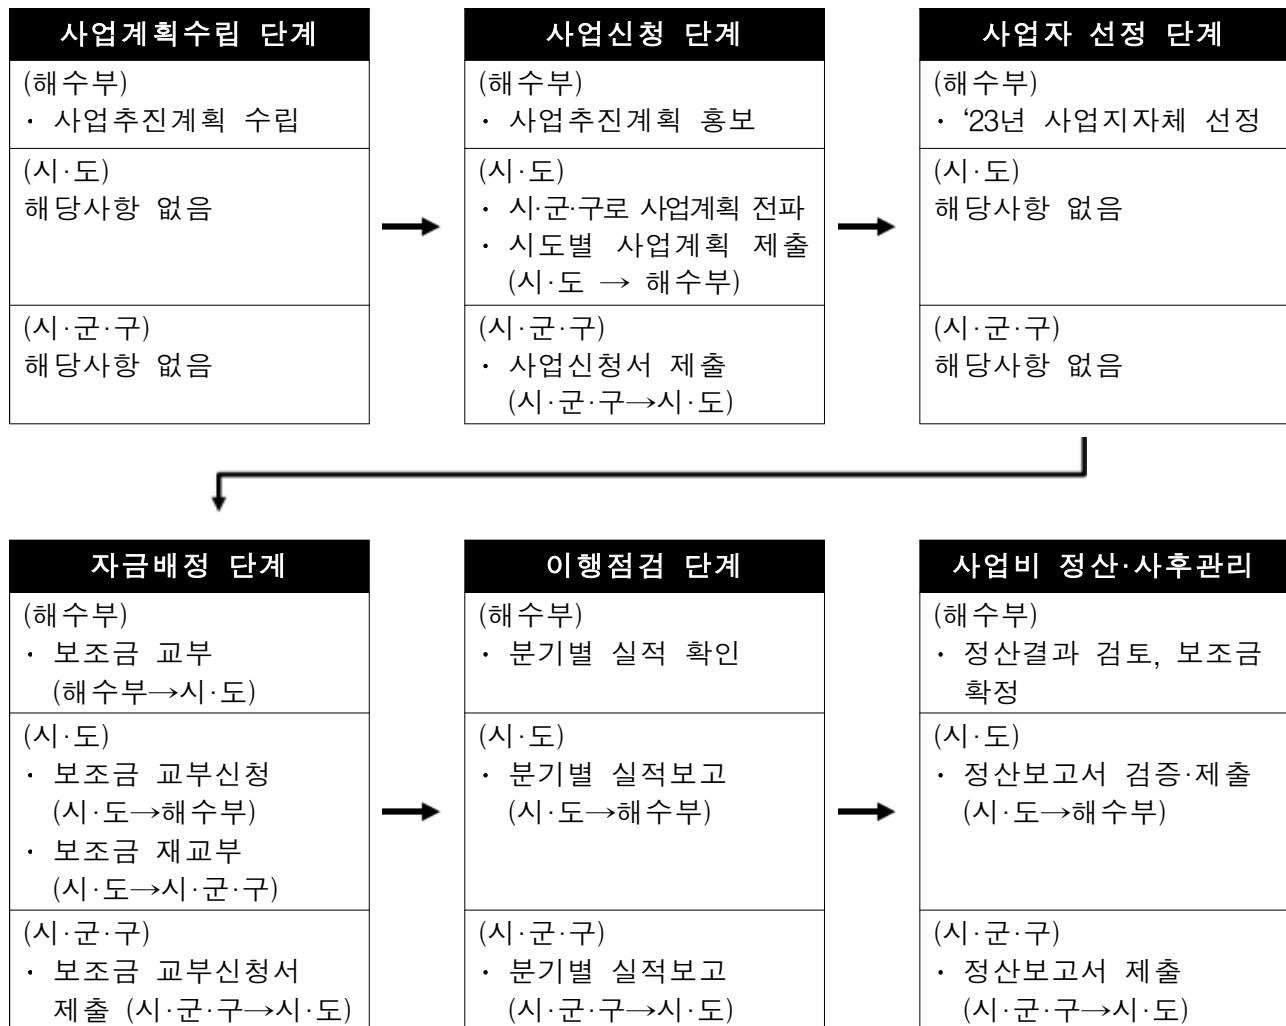 사업계획수립 단계
(해수부)
· 사업추진계획 수립
(시·도)
해당사항 없음
(시·군·구)
해당사항 없음
사업신청 단계
(해수부)
· 사업추진계획 홍보
(시·도)
· 시·군·구로 사업계획 전파
· 시도별 사업계획 제출
(시·도 → 해수부)
(시·군·구)
· 사업신청서 제출
(시·군·구→시·도)
사업자 선정 단계
(해수부)
· ‘23년 사업지자체 선정
(시·도)
해당사항 없음
(시·군·구)
해당사항 없음
자금배정 단계
(해수부)
· 보조금 교부
(해수부→시·도)
(시·도)
· 보조금 교부신청
(시·도→해수부)
· 보조금 재교부
(시·도→시·군·구)
(시·군·구)
· 보조금 교부신청서
제출 (시·군·구→시·도)
이행점검 단계
(해수부)
· 분기별 실적 확인
(시·도)
· 분기별 실적보고
(시·도→해수부)
(시·군·구)
· 분기별 실적보고
(시·군·구→시·도)
사업비 정산·사후관리
(해수부)
· 정산결과 검토, 보조금
확정
(시·도)
· 정산보고서 검증·제출
(시·도→해수부)
(시·군·구)
· 정산보고서 제출
(시·군·구→시·도)